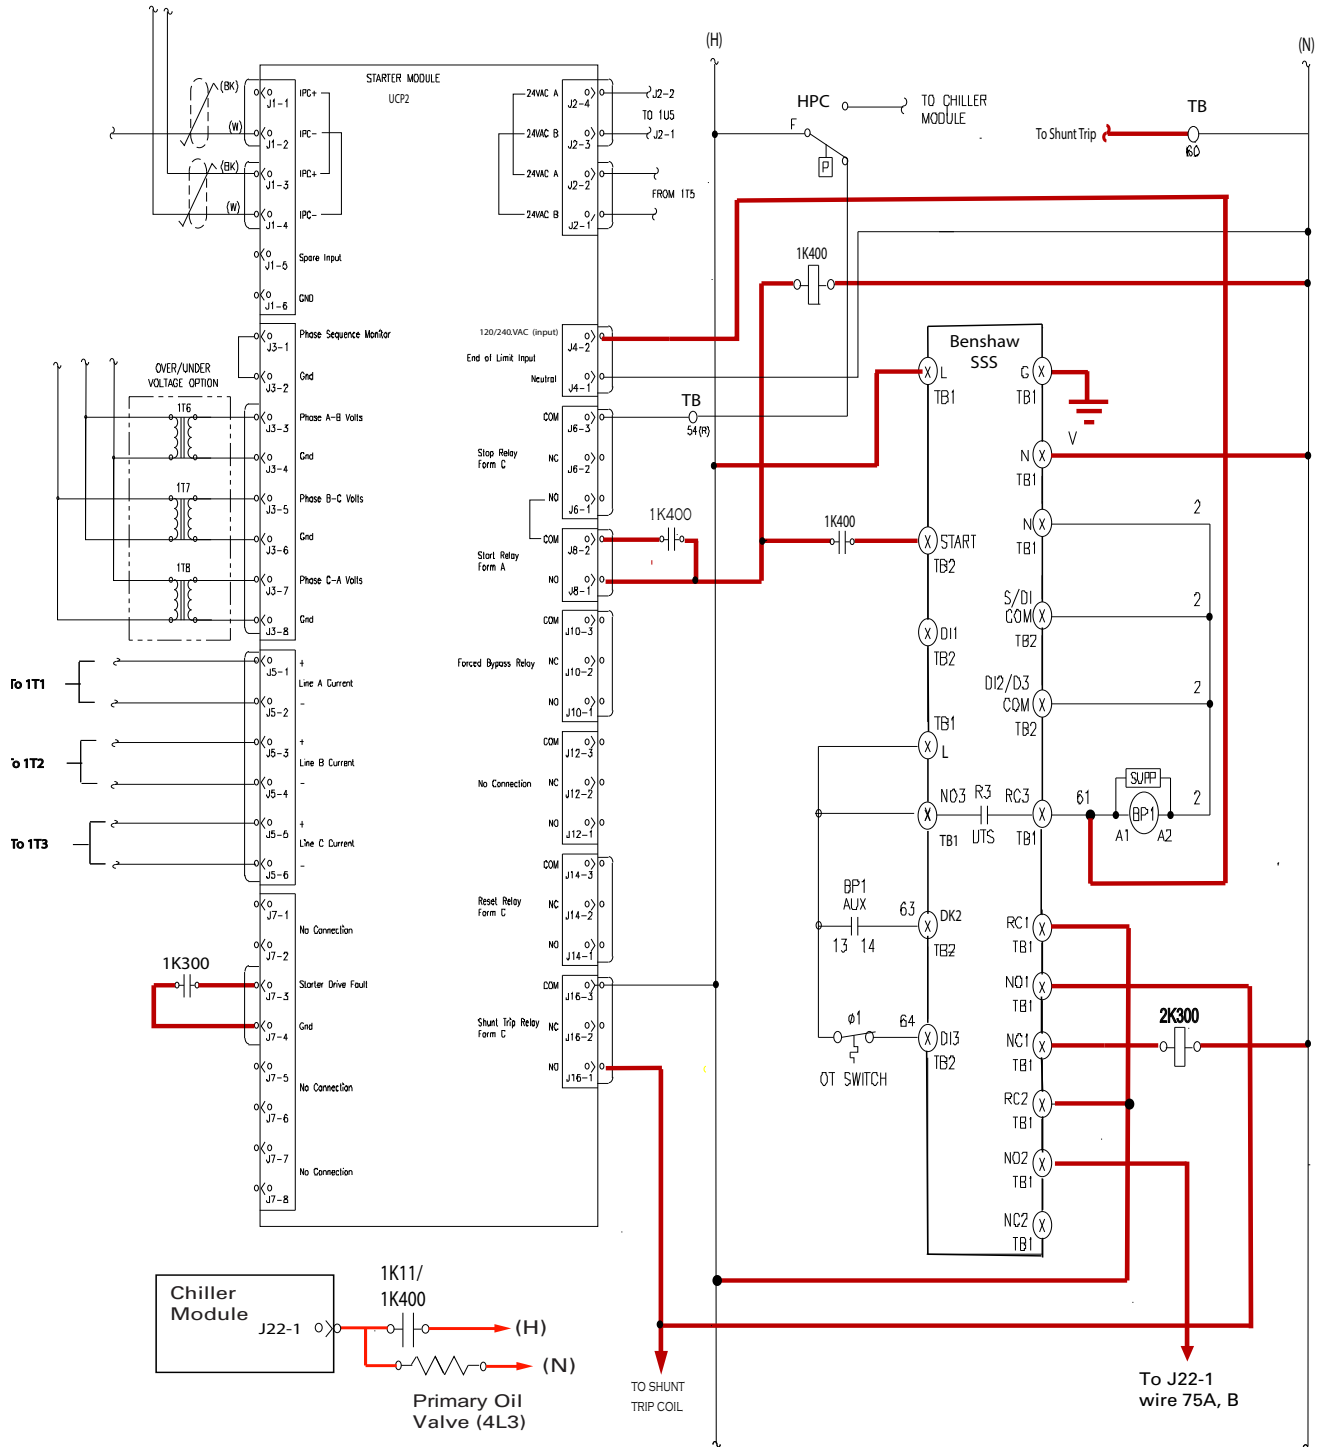 (H)
(N)
STARTER MODULE
UCP2
(BK)
J1-1
IPC+
(W)
J1-2
IPC-
(BK)
J1-3
IPC+
(W)
J1-4
IPC-
J1-5
Spare Input
J1-6
GND
24VAC A
J2-4
J2-2
TO 1U5
24VAC B
J2-3
J2-1
24VAC A
J2-2
FROM 1T5
24VAC B
J2-1
HPC
TO CHILLER
MODULE
F
P
TB
To Shunt Trip
60
1K400
J3-1
Phase Sequence Monitor
J3-2
Gnd
OVER/UNDER
VOLTAGE OPTION
1T6
J3-3
Phase A-B Volts
J3-4
Gnd
1T7
J3-5
Phase B-C Volts
J3-6
Gnd
1T8
J3-7
Phase C-A Volts
J3-8
Gnd
120/240.VAC (input)
J4-2
End of Limit Input
Neutral
J4-1
COM
J6-3
TB
54(R)
Stop Relay
Form C
NC
J6-2
NO
J6-1
COM
J8-2
1K400
Start Relay
Form A
NO
J8-1
1K400
COM
J10-3
Forced Bypass Relay
NC
J10-2
NO
J10-1
COM
J12-3
No Connection
NC
J12-2
NO
J12-1
COM
J14-3
Reset Relay
Form C
NC
J14-2
NO
J14-1
COM
J16-3
Shunt Trip Relay
Form C
NC
J16-2
NO
J16-1
To 1T1
J5-1
+
Line A Current
J5-2
-
o 1T2
J5-3
+
Line B Current
J5-4
-
To 1T3
J5-5
+
Line C Current
J5-6
-
J7-1
No Connection
J7-2
1K300
J7-3
Starter Drive Fault
J7-4
Gnd
J7-5
No Connection
J7-6
J7-7
No Connection
J7-8
Benshaw
SSS
L
TB1
G
TB1
V
N
TB1
START
TB2
N
TB1
2
DI1
TB2
S/DI
COM
TB2
2
DI2/D3
COM
TB2
2
TB1
L
NO3
TB1
R3
UTS
RC3
TB1
61
SUPP
BP1
A1
A2
2
BP1
AUX
13 14
63
DK2
TB2
RC1
TB1
NO1
TB1
ø1
OT SWITCH
64
DI3
TB2
NC1
TB1
2K300
RC2
TB1
NO2
TB1
NC2
TB1
Chiller
Module
J22-1
1K11/
1K400
(H)
(N)
Primary Oil
Valve (4L3)
TO SHUNT
TRIP COIL
To J22-1
wire 75A, B